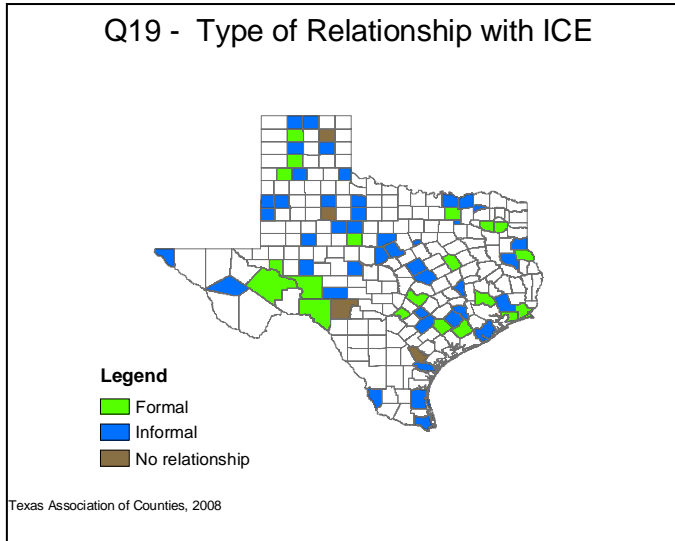 Q19 - Type of Relationship with ICE
Legend
Formal
Informal
No relationship
Texas Association of Counties, 2008